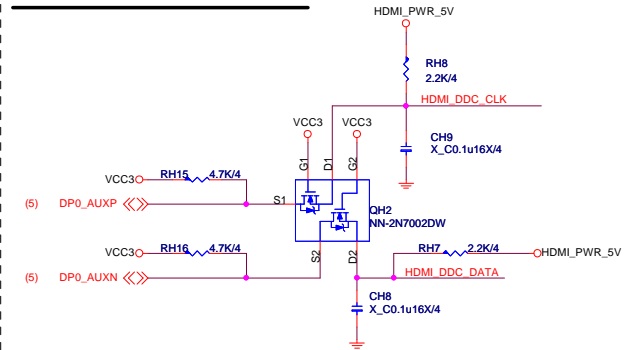 HDMI_PWR_5V
RH8
2.2K/4
HDMI_DDC_CLK
VCC3
VCC3
CH9
X_C0.1u16X/4
G1
D1
G2
VCC3
RH15
4.7K/4
(5)
DP0_AUXP
S1
QH2
NN-2N7002DW
VCC3
RH16
4.7K/4
S2
D2
RH7
2.2K/4
HDMI_PWR_5V
(5)
DP0_AUXN
HDMI_DDC_DATA
CH8
X_C0.1u16X/4